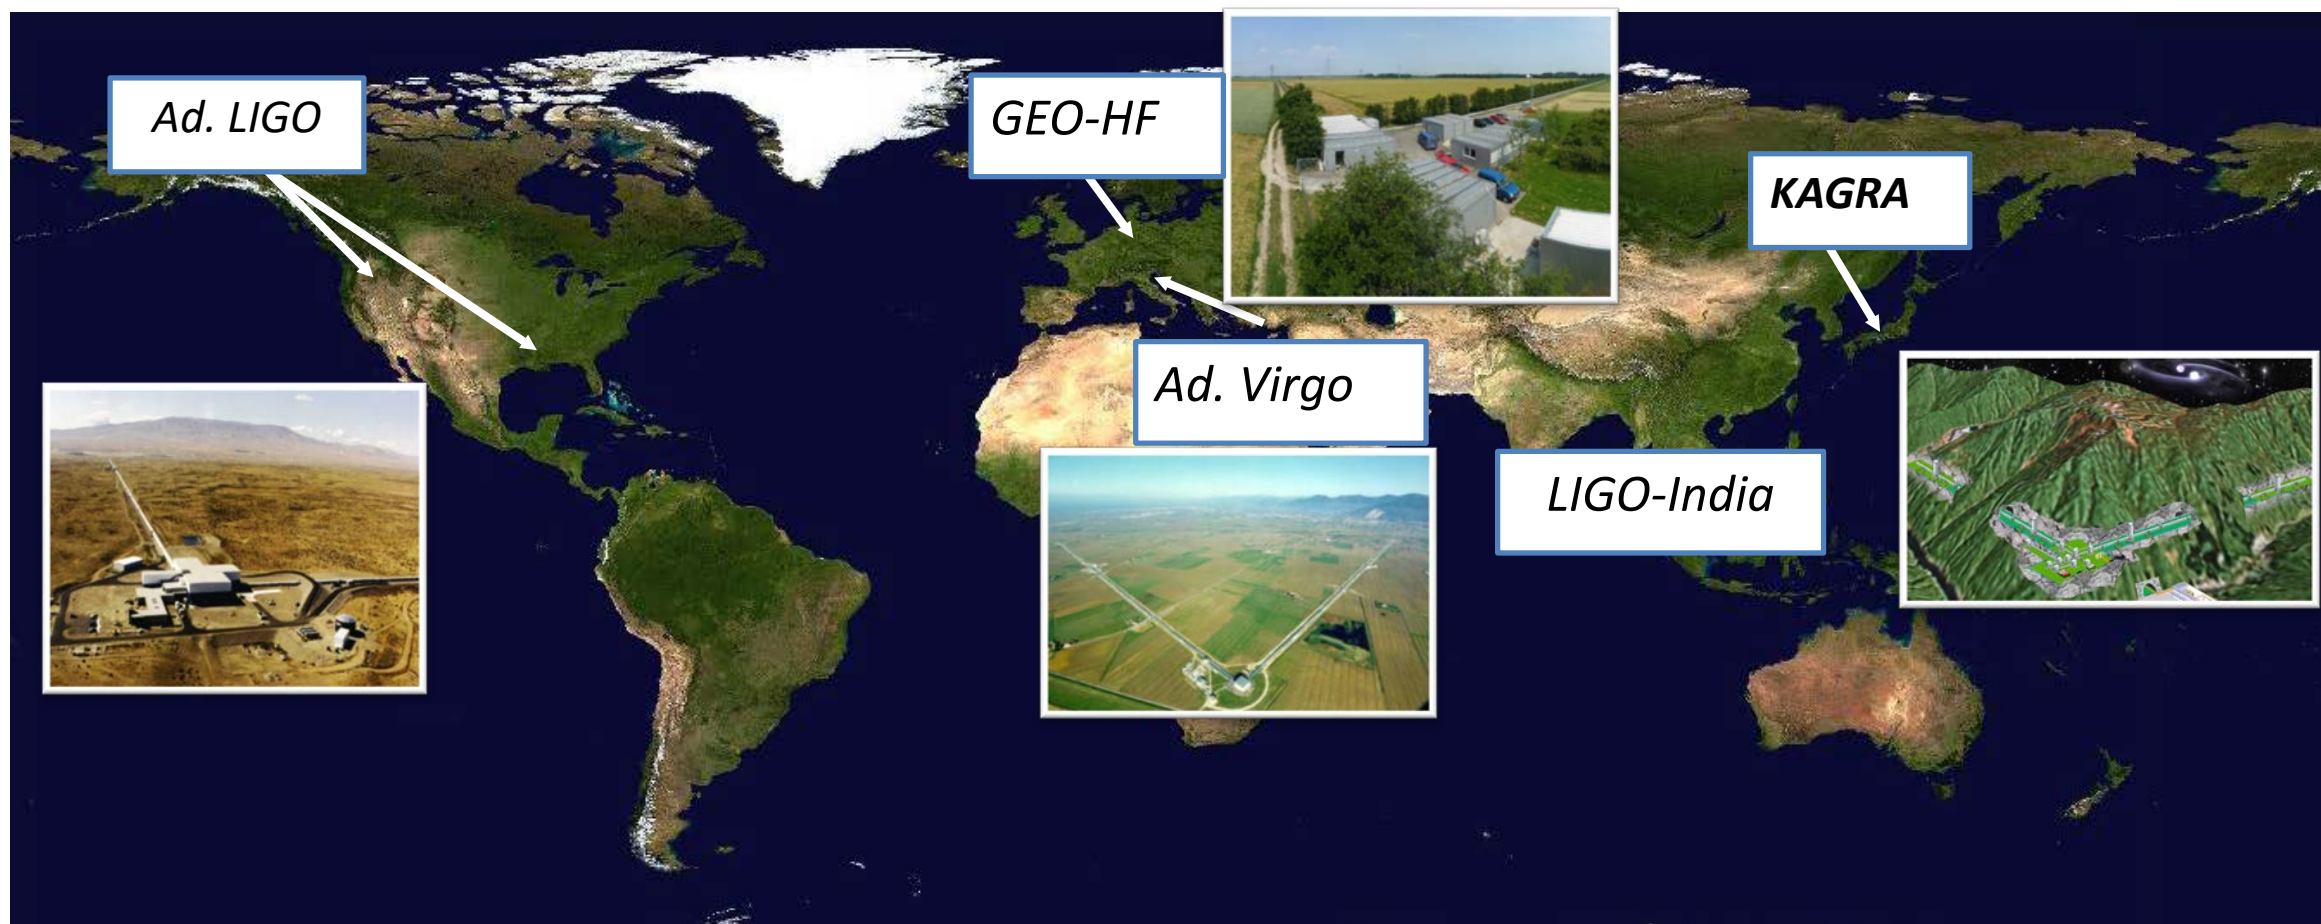 Ad. LIGO
GEO-HF
KAGRA
Ad. Virgo
LIGO-India